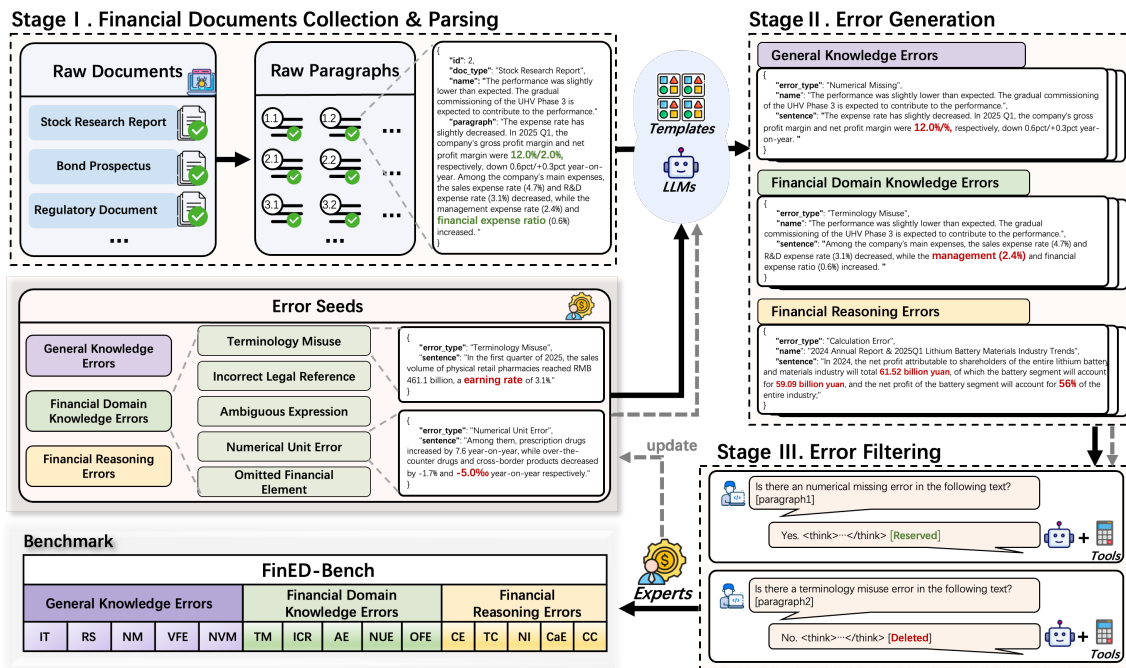 Stage I . Financial Documents Collection & Parsing
Raw Documents
Stock Research Report
Bond Prospectus
Regulatory Document
...
Raw Paragraphs
1.1
1.2
...
2.1
2.2
...
3.1
3.2
...
...
{
"id": 2,
"doc_type": "Stock Research Report",
"name": "The performance was slightly
lower than expected. The gradual
commissioning of the UHV Phase 3 is
expected to contribute to the performance."
"paragraph": "The expense rate has
slightly decreased. In 2025 Q1, the
company's gross profit margin and net
profit margin were 12.0%/2.0%,
respectively, down 0.6pct/+0.3pct year-on-
year. Among the company's main expenses,
the sales expense rate (4.7%) and R&D
expense rate (3.1%) decreased, while the
management expense rate (2.4%) and
financial expense ratio (0.6%)
increased. "
}
Templates
LLMs
Stage II . Error Generation
General Knowledge Errors
{
"error_type": "Numerical Missing",
"name": "The performance was slightly lower than expected. The gradual commissioning
of the UHV Phase 3 is expected to contribute to the performance.",
"sentence": "The expense rate has slightly decreased. In 2025 Q1, the company's gross
profit margin and net profit margin were 12.0%/%, respectively, down 0.6pct/+0.3pct year-
on-year. "
}
Financial Domain Knowledge Errors
{
"error_type": "Terminology Misuse",
"name": "The performance was slightly lower than expected. The gradual
commissioning of the UHV Phase 3 is expected to contribute to the performance.",
"sentence": "Among the company's main expenses, the sales expense rate (4.7%) and
R&D expense rate (3.1%) decreased, while the management (2.4%) and financial
expense ratio (0.6%) increased. "
}
Financial Reasoning Errors
{
"error_type": "Calculation Error",
"name": "2024 Annual Report & 2025Q1 Lithium Battery Materials Industry Trends",
"sentence": "In 2024, the net profit attributable to shareholders of the entire lithium battery
and materials industry will total 61.52 billion yuan, of which the battery segment will account
for 59.09 billion yuan, and the net profit of the battery segment will account for 56% of the
entire industry;"
}
Error Seeds
General Knowledge
Errors
Financial Domain
Knowledge Errors
Financial Reasoning
Errors
Terminology Misuse
Incorrect Legal Reference
Ambiguous Expression
Numerical Unit Error
Omitted Financial
Element
{
"error_type": "Terminology Misuse",
"sentence": "In the first quarter of 2025, the sales
volume of physical retail pharmacies reached RMB
461.1 billion, a earning rate of 3.1%."
}
{
"error_type": "Numerical Unit Error",
"sentence": "Among them, prescription drugs
increased by 7.6 year-on-year, while over-the-
counter drugs and cross-border products decreased
by -1.7% and -5.0‰ year-on-year respectively."
}
update
Experts
Stage III. Error Filtering
Is there an numerical missing error in the following text?
[paragraph1]
Yes. <think>···</think> [Reserved]
+
Tools
Is there a terminology misuse error in the following text?
[paragraph2]
No. <think>···</think> [Deleted]
+
Tools
Benchmark
FinED-Bench
General Knowledge Errors
Financial Domain
Knowledge Errors
Financial
Reasoning Errors
IT RS NM VFE NVM TM ICR AE NUE OFE CE TC NI CaE CC